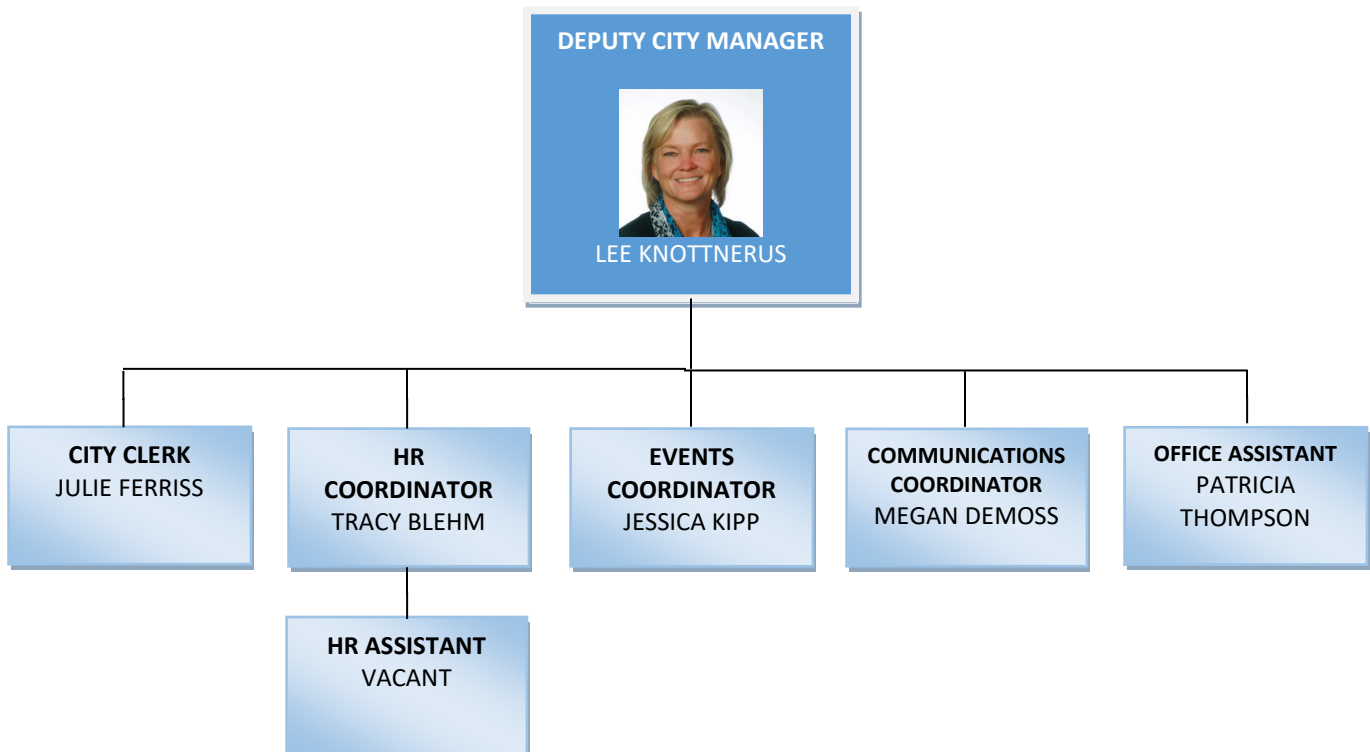 DEPUTY CITY MANAGER
LEE KNOTTNERUS
CITY CLERK
JULIE FERRISS
HR
COORDINATOR
TRACY BLEHM
EVENTS
COORDINATOR
JESSICA KIPP
COMMUNICATIONS
COORDINATOR
MEGAN DEMOSS
OFFICE ASSISTANT
PATRICIA
THOMPSON
HR ASSISTANT
VACANT